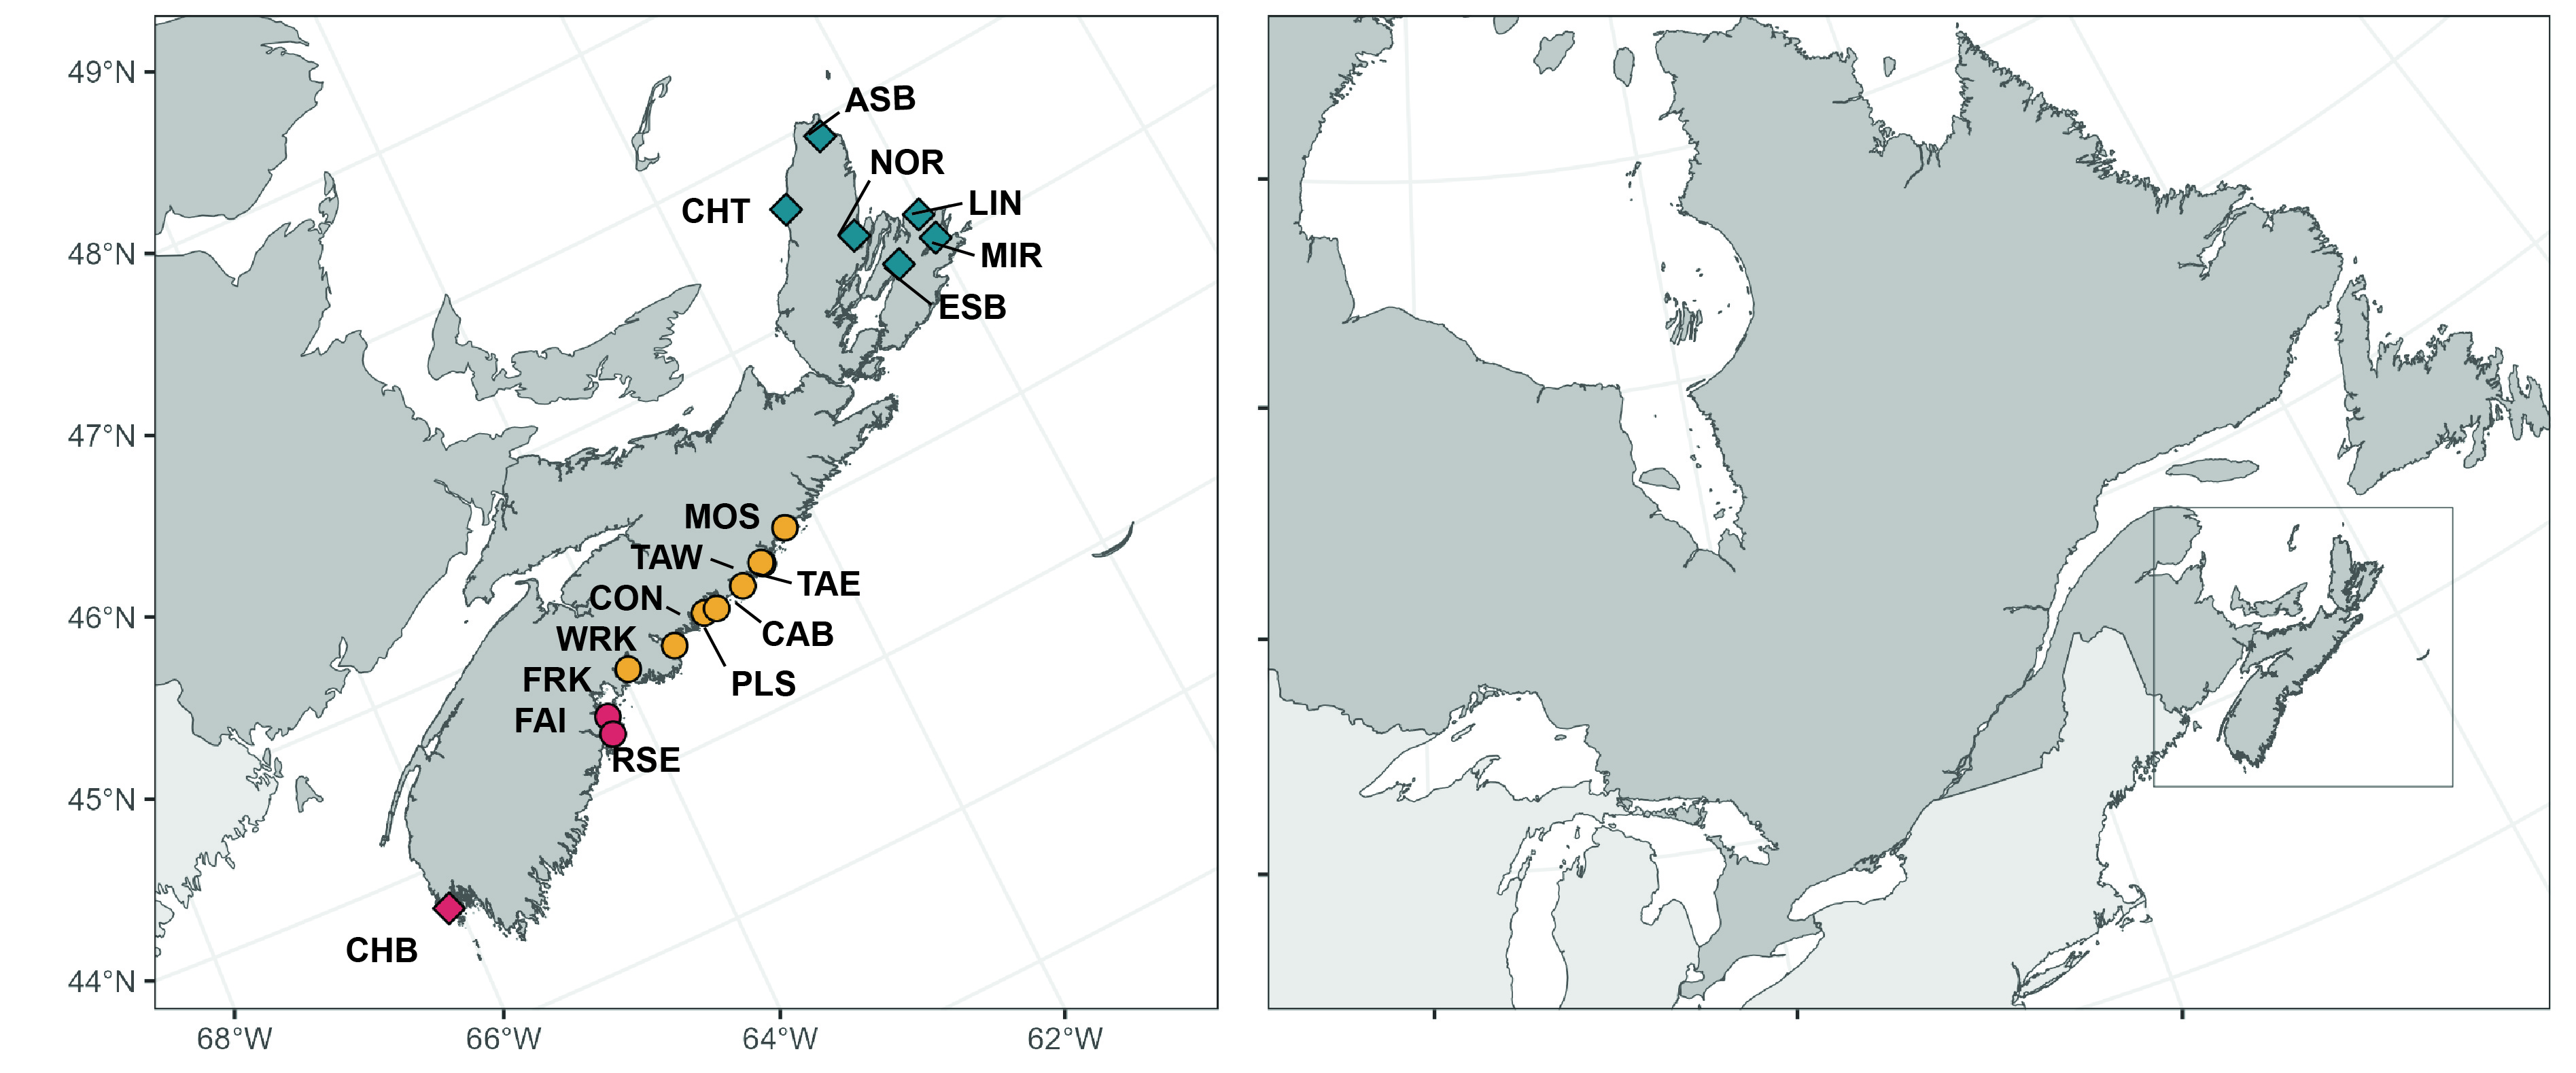 49°N
48°N
47°N
46°N
45°N
44°N
ASB
NOR
CHT
LIN
MIR
ESB
MOS
TAW
TAE
CON
CAB
WRK
PLS
FRK
FAI
RSE
CHB
68°W 66°W 64°W 62°W